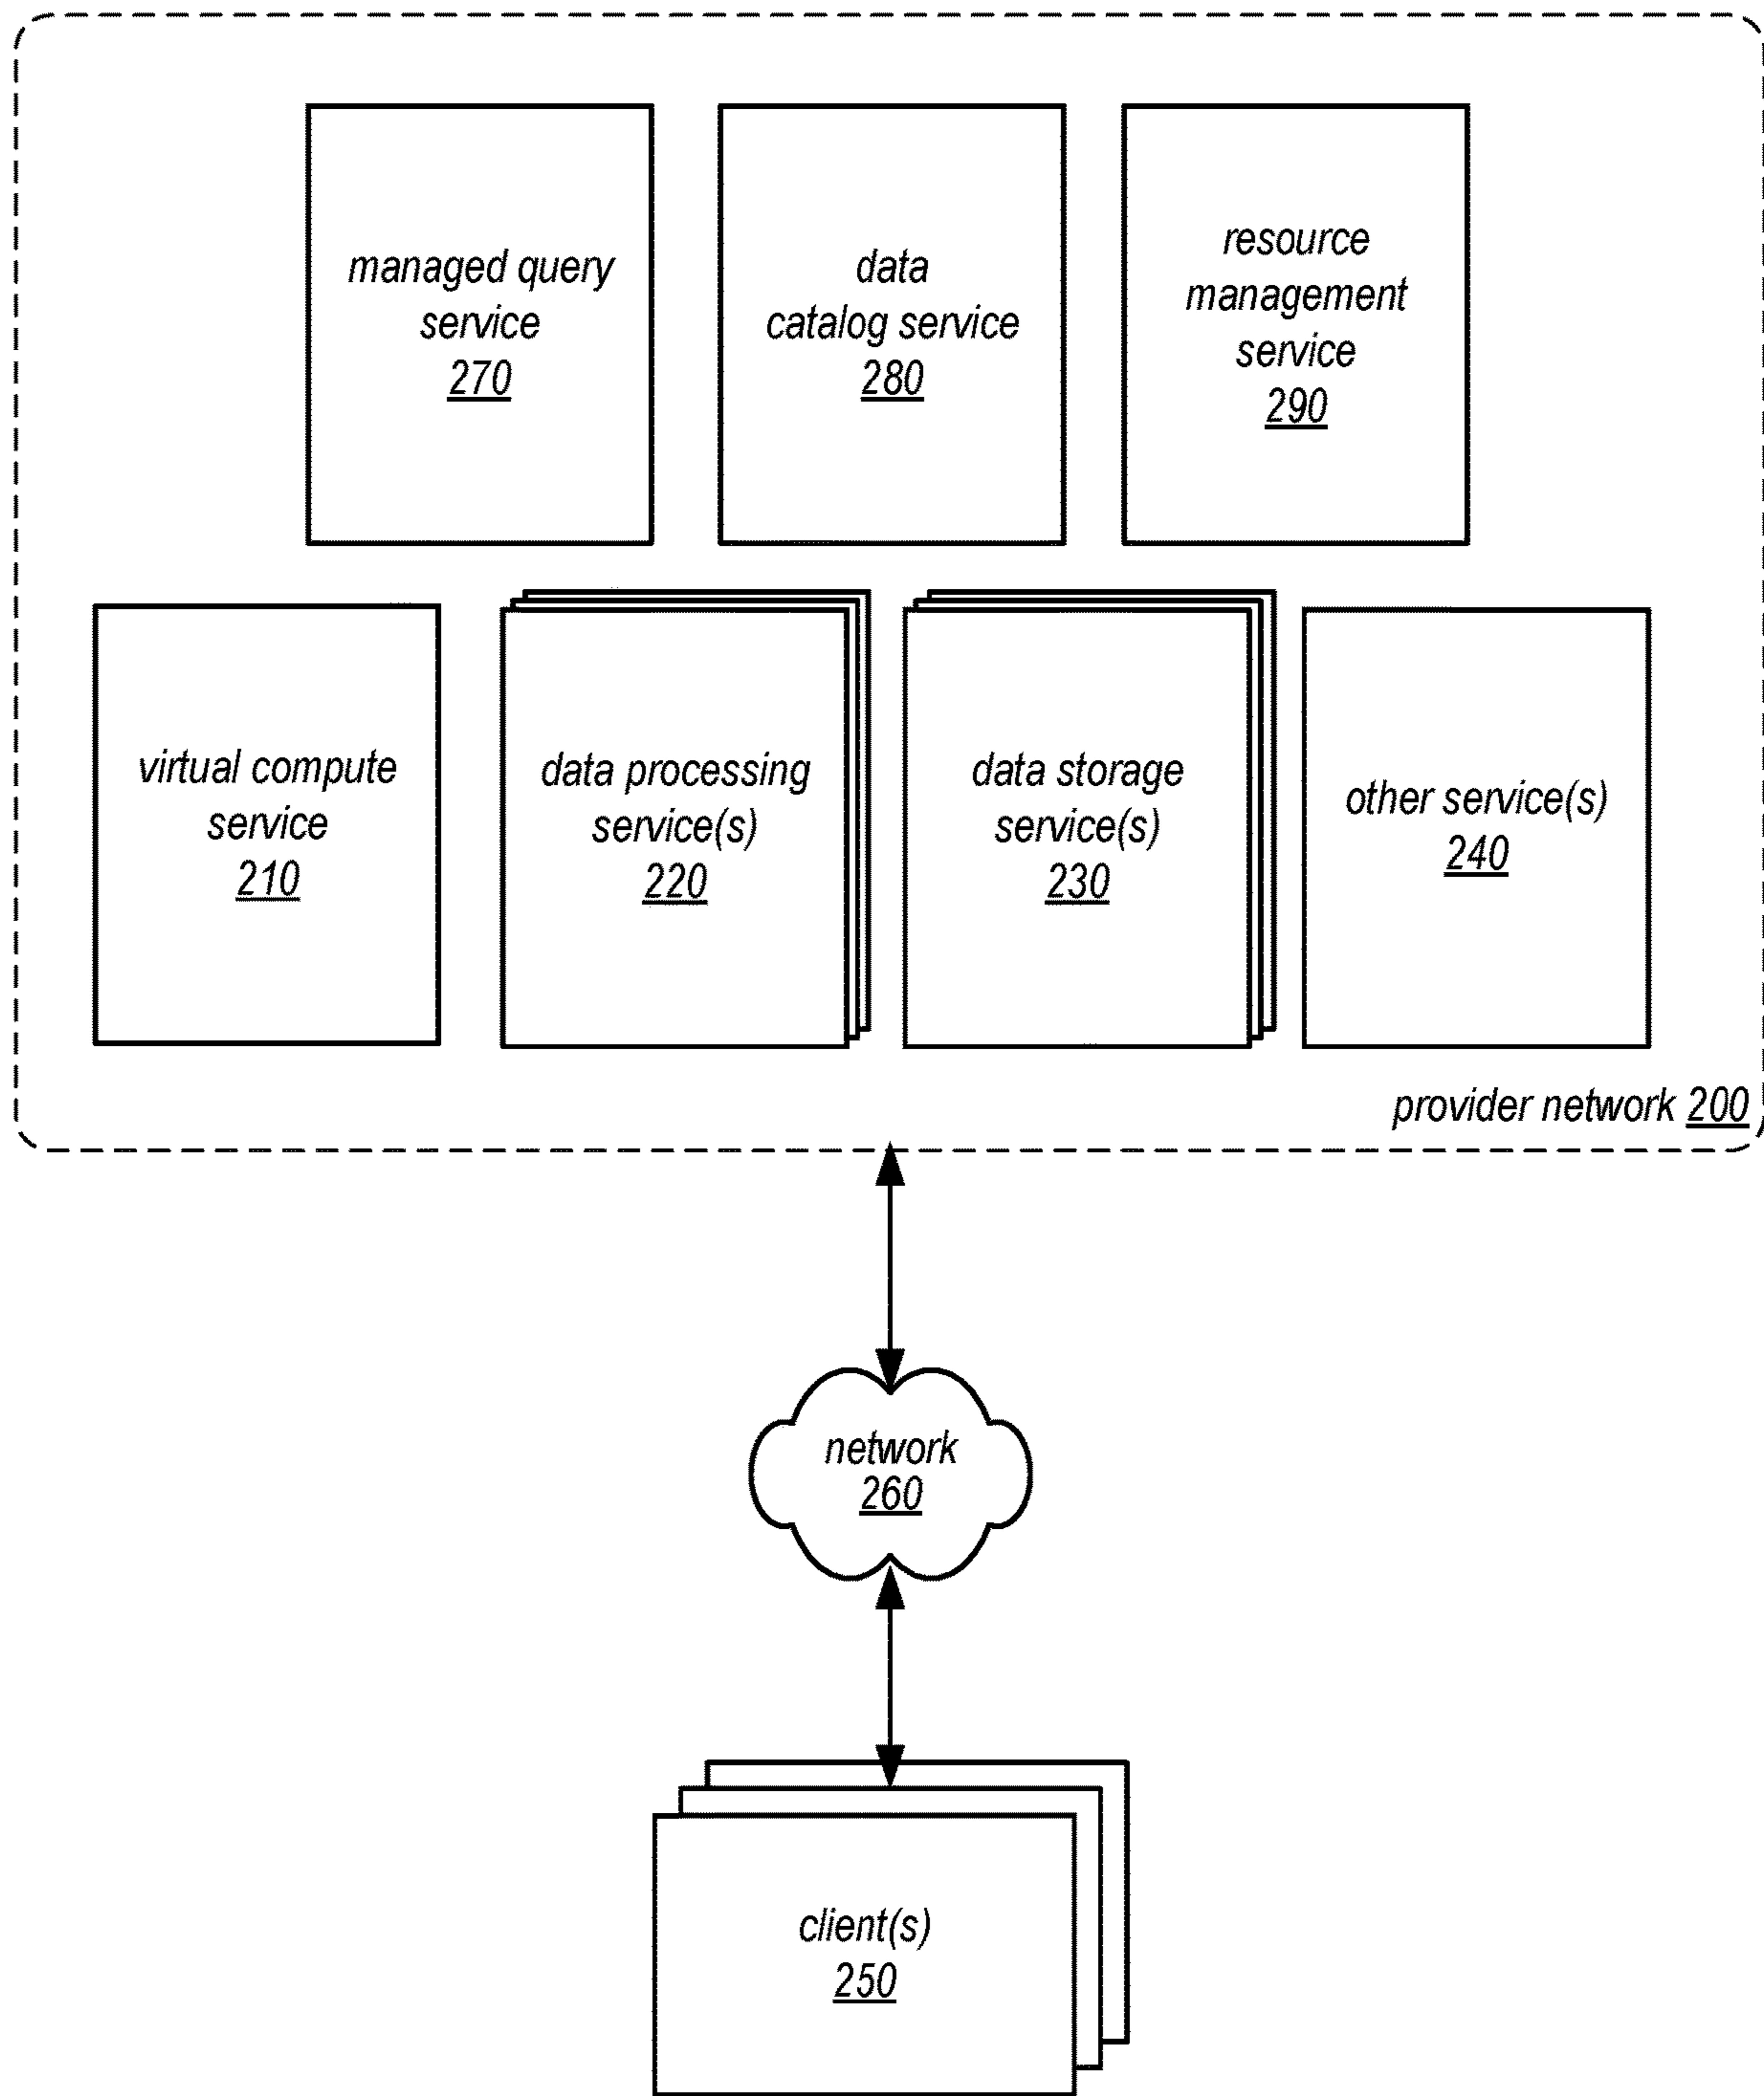 managed query
service
270
data
catalog service
280
resource
management
service
290
virtual compute
service
210
data processing
service(s)
220
data storage
service(s)
230
other service(s)
240
provider network 200
network
260
client(s)
250